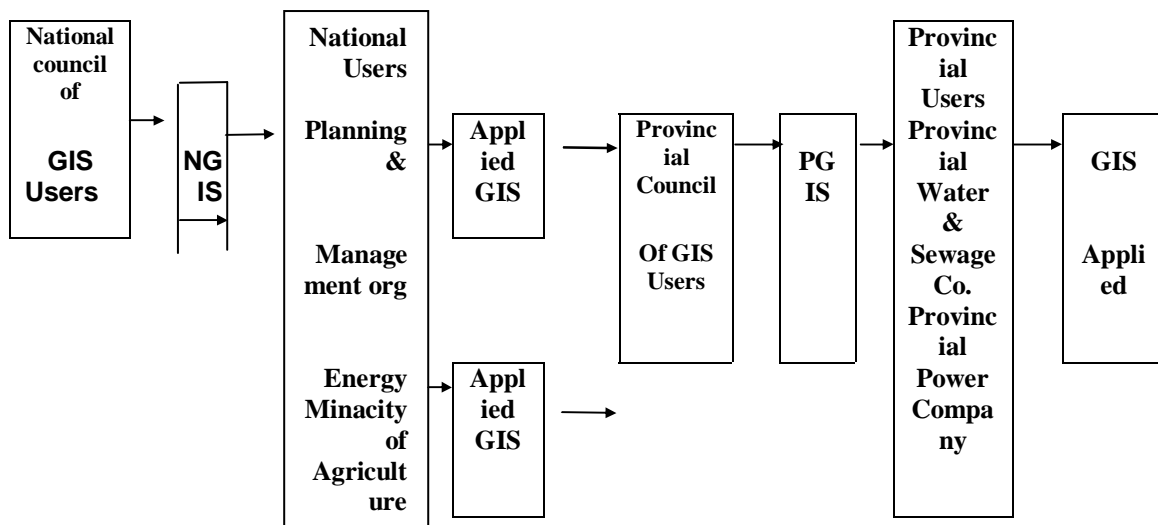 National
council
of
GIS
Users
NG
IS
National
Users
Planning
&
Manage
ment org
Energy
Minacity
of
Agricult
ure
Appl
ied
GIS
Appl
ied
GIS
Provinc
ial
Council
Of GIS
Users
PG
IS
Provinc
ial
Users
Provinc
ial
Water
&
Sewage
Co.
Provinc
ial
Power
Compa
ny
GIS
Appli
ed